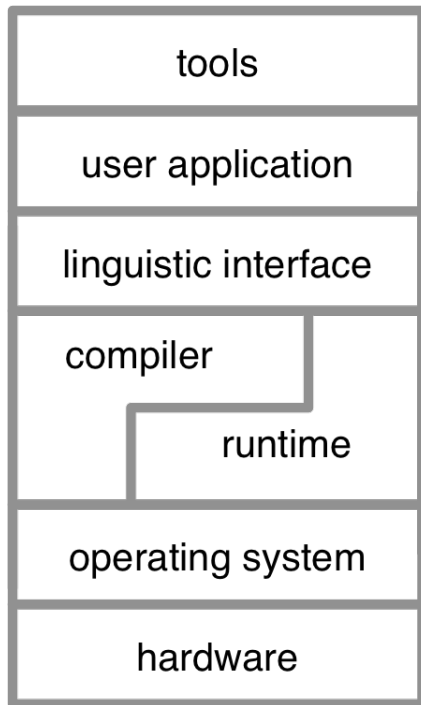 tools
user application
linguistic interface
compiler
runtime
operating system
hardware